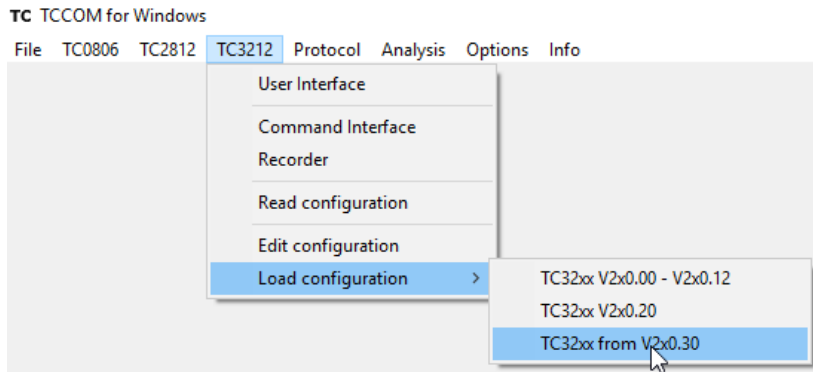 TC TCCOM for Windows
File TC0806 TC2812 TC3212 Protocol Analysis Options Info
User Interface
Command Interface
Recorder
Read configuration
Edit configuration
Load configuration >
TC32xx V2x0.00 - V2x0.12
TC32xx V2x0.20
TC32xx from V2x0.30